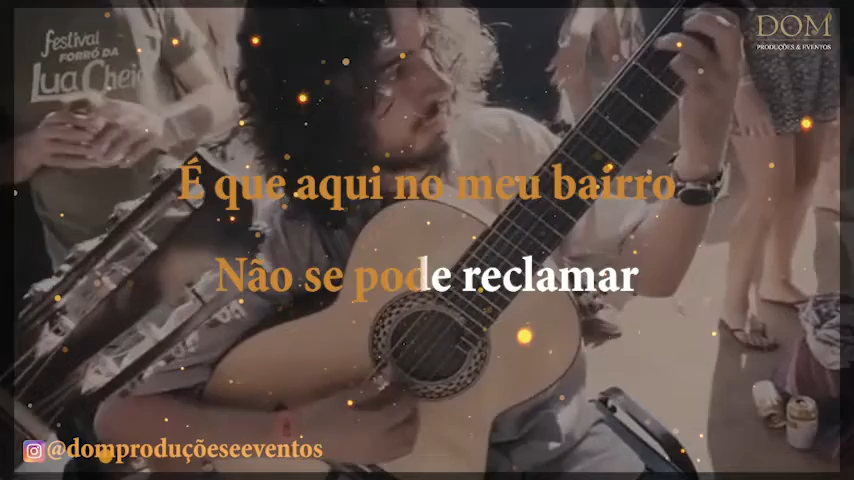 festival
FORRÓ DA
Lua Cheia
DOM
PRODUÇÕES & EVENTOS
É que aqui no meu bairro
Não se pode reclamar
@domproduçõeseeventos